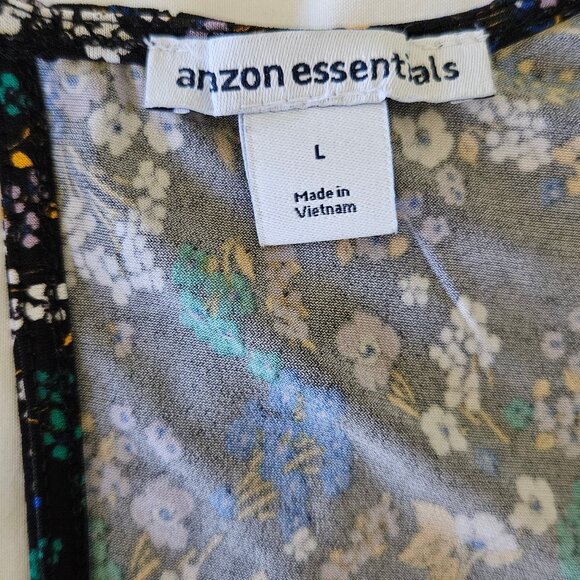 anzon essentials
L
Made in
Vietnam